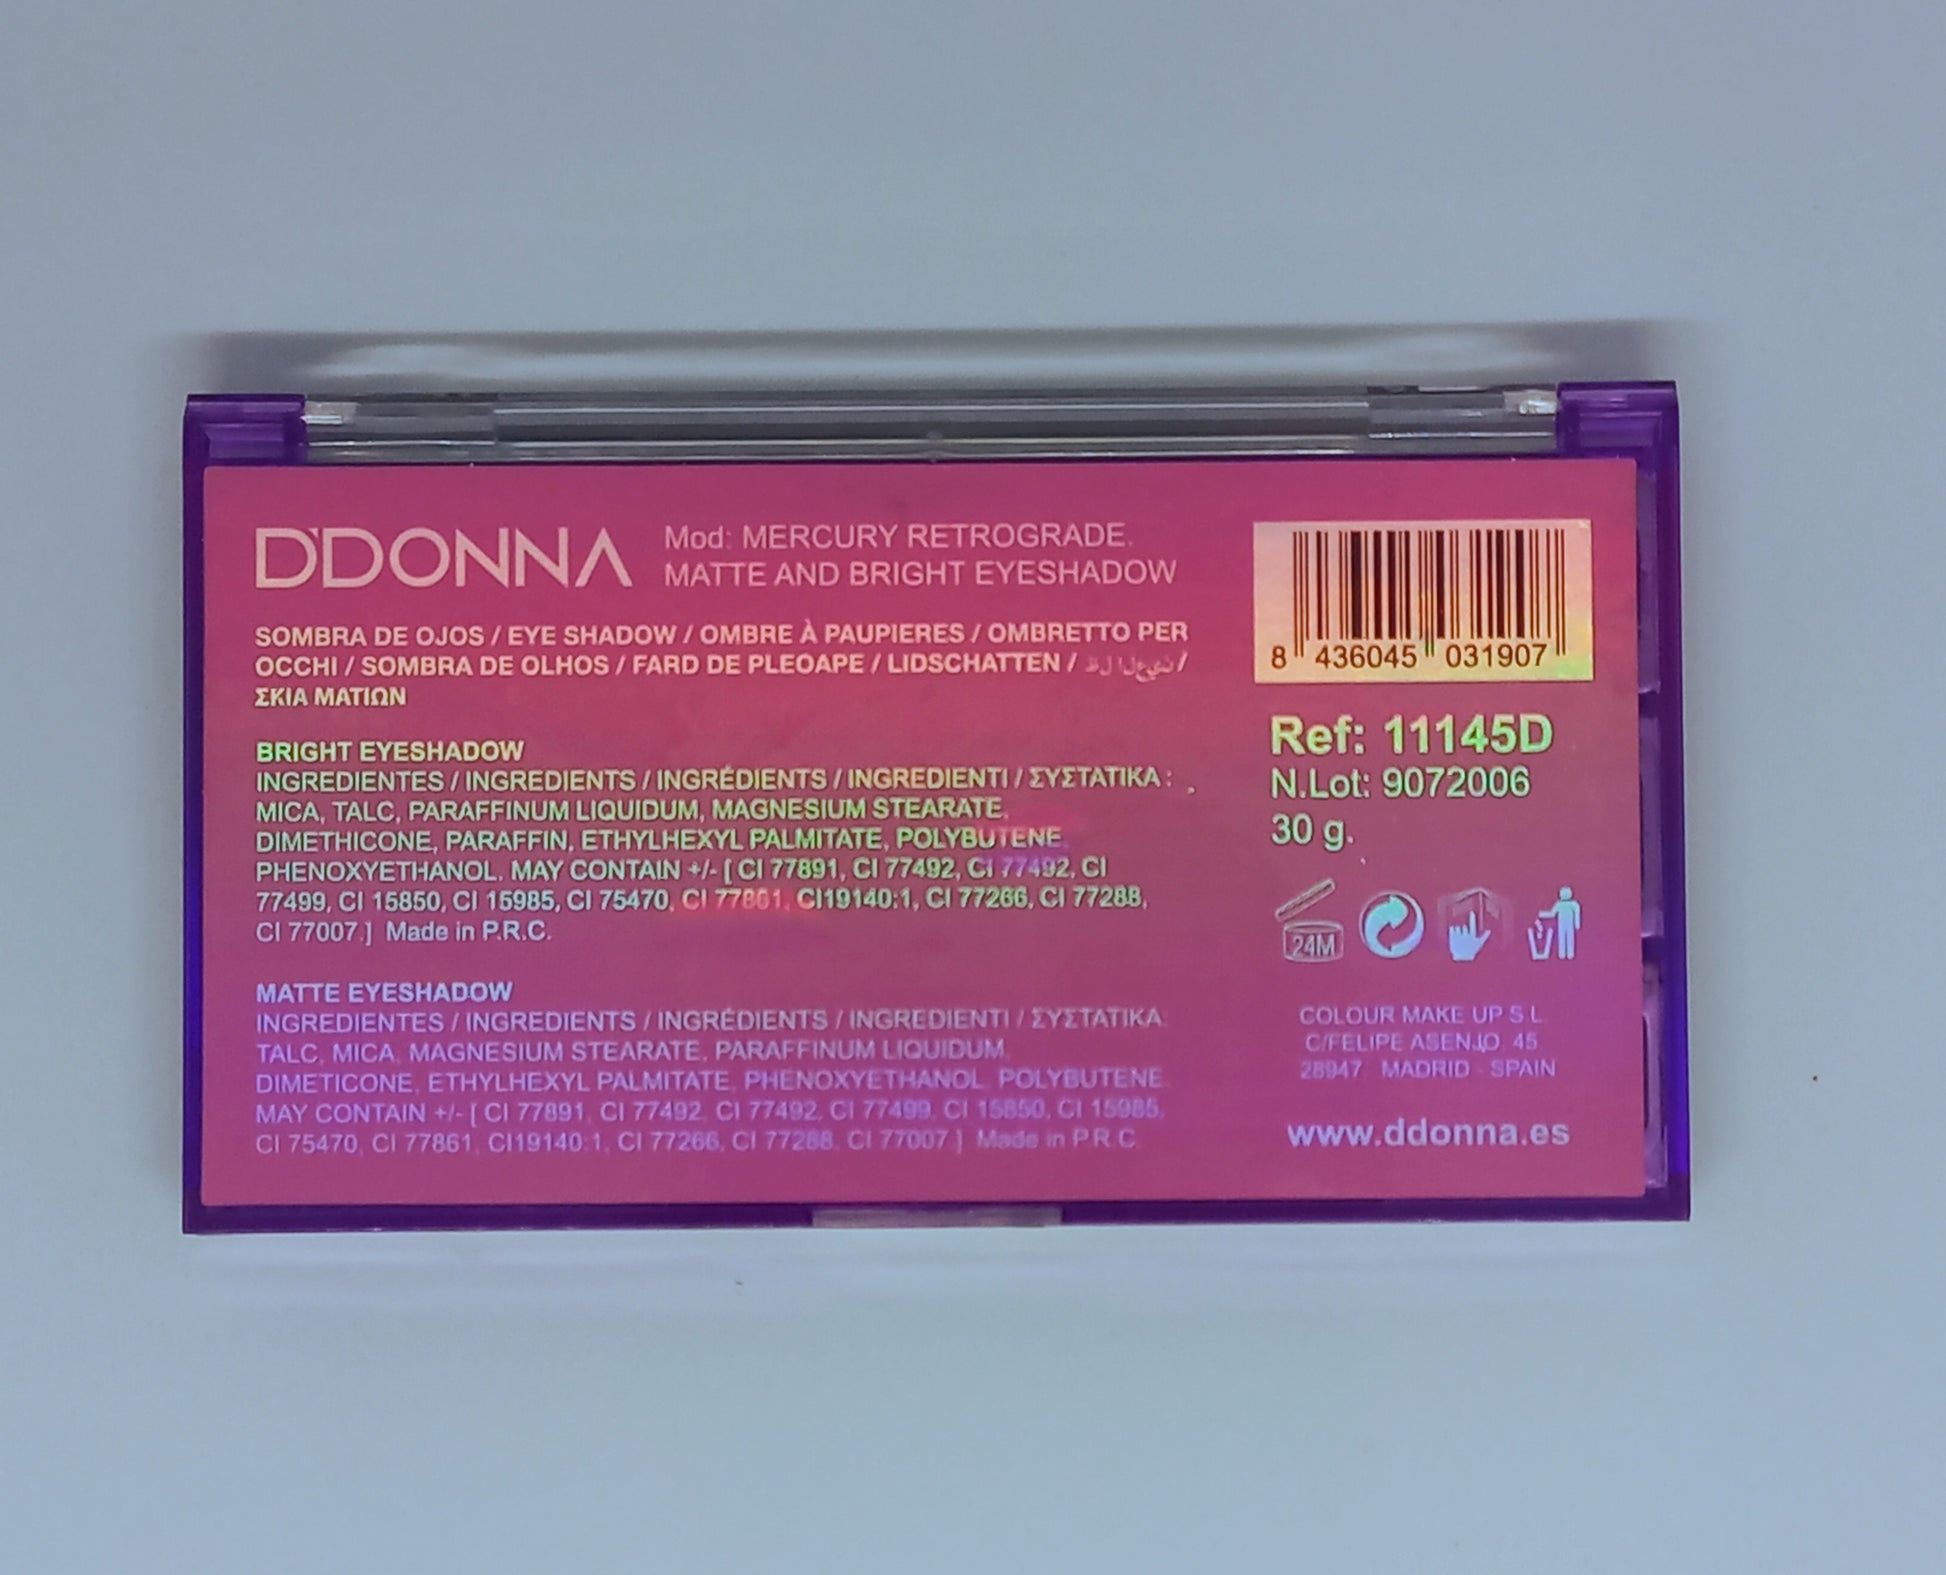 D'DONNA
Mod: MERCURY RETROGRADE.
MATTE AND BRIGHT EYESHADOW
SOMBRA DE OJOS / EYE SHADOW / OMBRE À PAUPIERES / OMBRETTO PER
OCCHI / SOMBRA DE OLHOS / FARD DE PLEOAPE / LIDSCHATTEN / /
ΣΚΙΑ ΜΑΤΙΩΝ
BRIGHT EYESHADOW
INGREDIENTES / INGREDIENTS / INGRÉDIENTS / INGREDIENTI / ΣΥΣΤΑΤΙΚΑ :
MICA, TALC, PARAFFINUM LIQUIDUM, MAGNESIUM STEARATE,
DIMETHICONE, PARAFFIN, ETHYLHEXYL PALMITATE, POLYBUTENE,
PHENOXYETHANOL. MAY CONTAIN +/- [ CI 77891, CI 77492, CI 77492, CI
77499, CI 15850, CI 15985, CI 75470, CI 77861, CI19140:1, CI 77266, CI 77288,
CI 77007.] Made in P.R.C.
MATTE EYESHADOW
INGREDIENTES / INGREDIENTS / INGRÉDIENTS / INGREDIENTI / ΣΥΣΤΑΤΙΚΑ:
TALC, MICA, MAGNESIUM STEARATE, PARAFFINUM LIQUIDUM,
DIMETICONE, ETHYLHEXYL PALMITATE, PHENOXYETHANOL, POLYBUTENE.
MAY CONTAIN +/- [ CI 77891, CI 77492, CI 77492, CI 77499, CI 15850, CI 15985,
CI 75470, CI 77861, CI19140:1, CI 77266, CI 77288, CI 77007.] Made in P.R.C.
8 436045 031907
Ref: 11145D
N.Lot: 9072006
30 g.
24M
COLOUR MAKE UP S.L.
C/FELIPE ASENJO, 45
28947 MADRID - SPAIN
www.ddonna.es